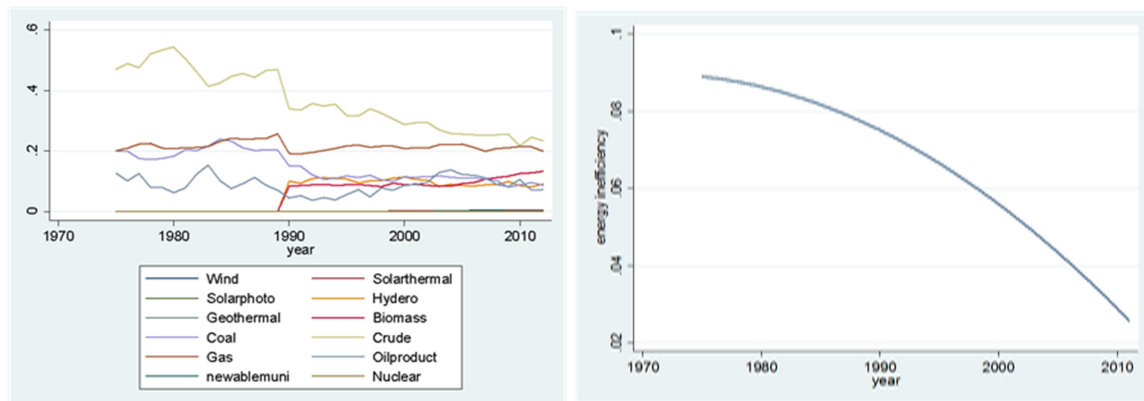 .6
.4
.2
0
1970 1980 1990 2000 2010
year
Wind Solarthermal
Solarphoto Hydero
Geothermal Biomass
Coal Crude
Gas Oilproduct
newablemuni Nuclear
.1
.08
.06
.04
.02
energy inefficiency
1970 1980 1990 2000 2010
year